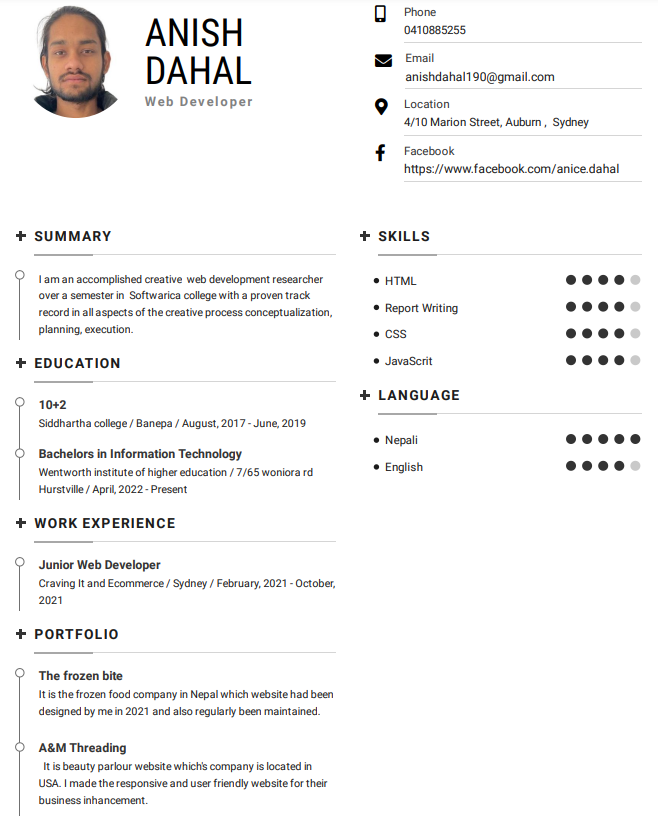 ANISH
DAHAL
Web Developer
Phone
0410885255
Email
anishdahal190@gmail.com
Location
4/10 Marion Street, Auburn , Sydney
Facebook
https://www.facebook.com/anice.dahal
SUMMARY
I am an accomplished creative web development researcher
over a semester in Softwarica college with a proven track
record in all aspects of the creative process conceptualization,
planning, execution.
EDUCATION
10+2
Siddhartha college / Banepa / August, 2017 - June, 2019
Bachelors in Information Technology
Wentworth institute of higher education / 7/65 woniora rd
Hurstville / April, 2022 - Present
WORK EXPERIENCE
Junior Web Developer
Craving It and Ecommerce / Sydney / February, 2021 - October,
2021
PORTFOLIO
The frozen bite
It is the frozen food company in Nepal which website had been
designed by me in 2021 and also regularly been maintained.
A&M Threading
It is beauty parlour website which's company is located in
USA. I made the responsive and user friendly website for their
business inhancement.
SKILLS
HTML
Report Writing
CSS
JavaScrit
LANGUAGE
Nepali
English